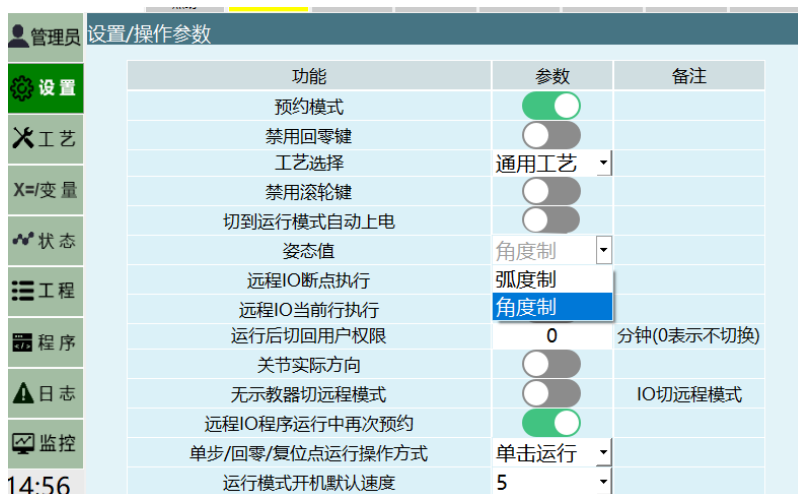 管理员
设置/操作参数
功能 参数 备注
设置
预约模式
禁用回零键
工艺
工艺选择 通用工艺
X=/变量
禁用滚轮键
切到运行模式自动上电
状态
姿态值 角度制
远程IO断点执行 弧度制
工程
远程IO当前行执行 角度制
运行后切回用户权限 0 分钟(0表示不切换)
程序
关节实际方向
无示教器切远程模式 IO切远程模式
日志
远程IO程序运行中再次预约
监控
单步/回零/复位点运行操作方式 单击运行
14:56
运行模式开机默认速度 5